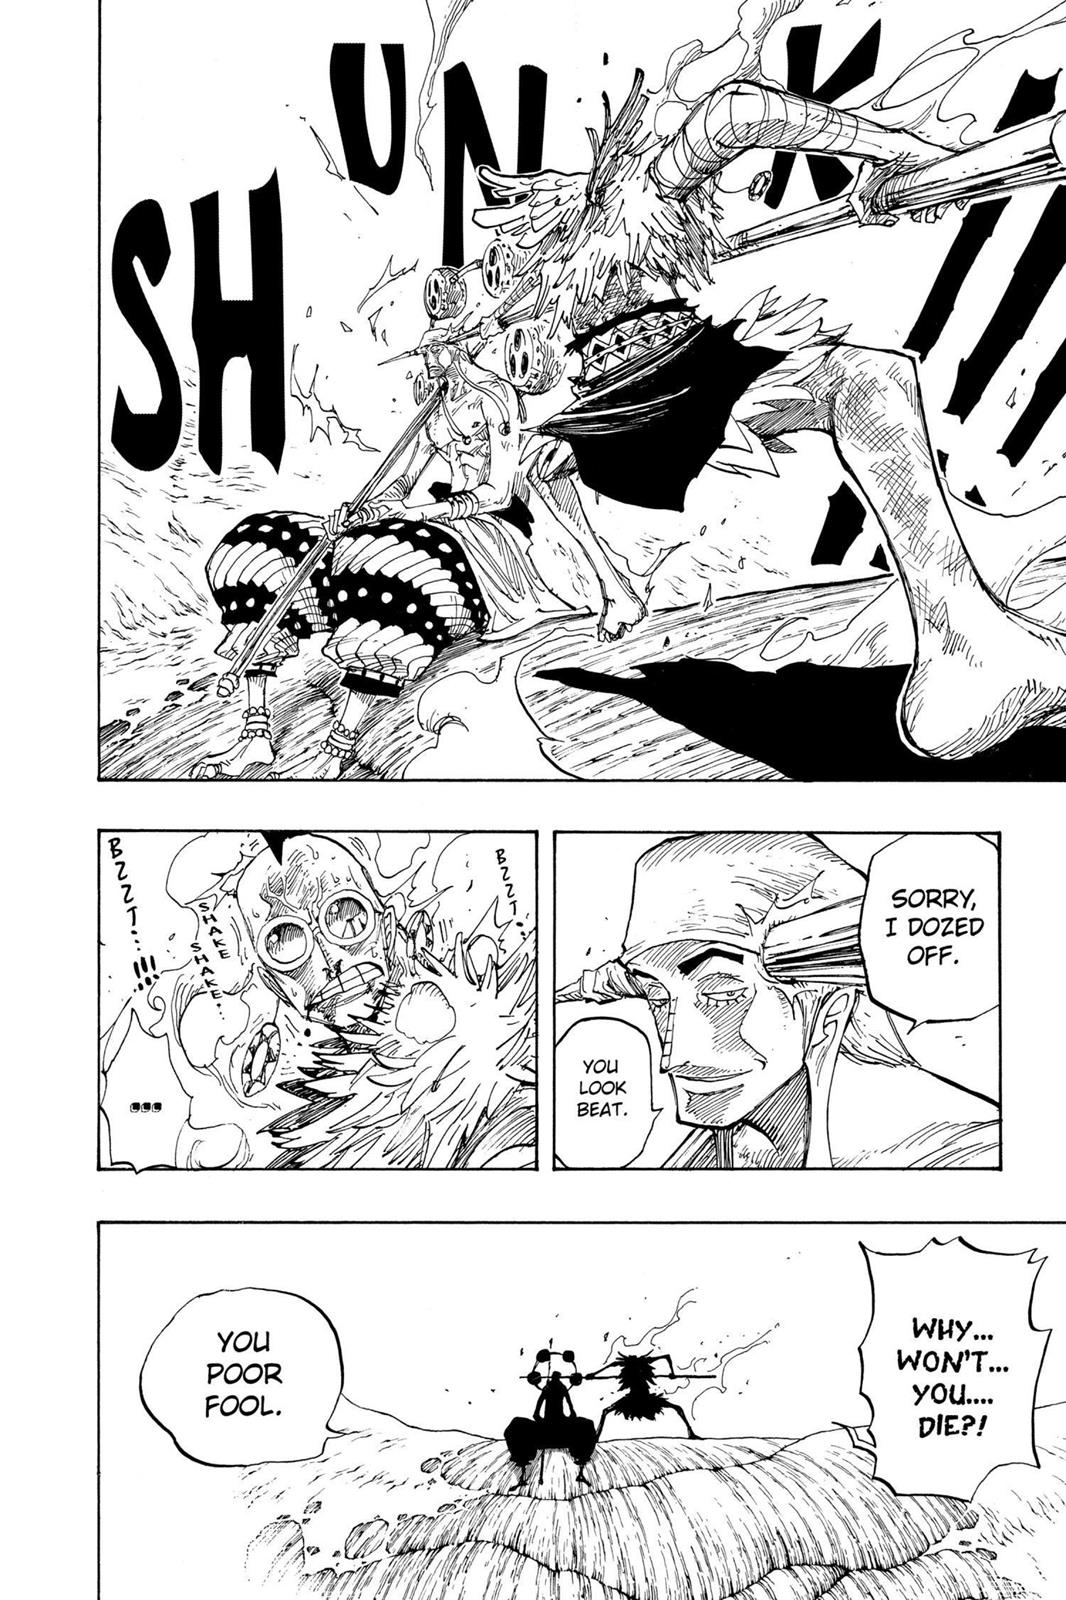 SHUNK!!!
SORRY,
I DOZED
OFF.
YOU
LOOK
BEAT.
BZZT..
BZZT...!!!
SHAKE
SHAKE...
...
WHY...
WON'T...
YOU....
DIE?!
YOU
POOR
FOOL.